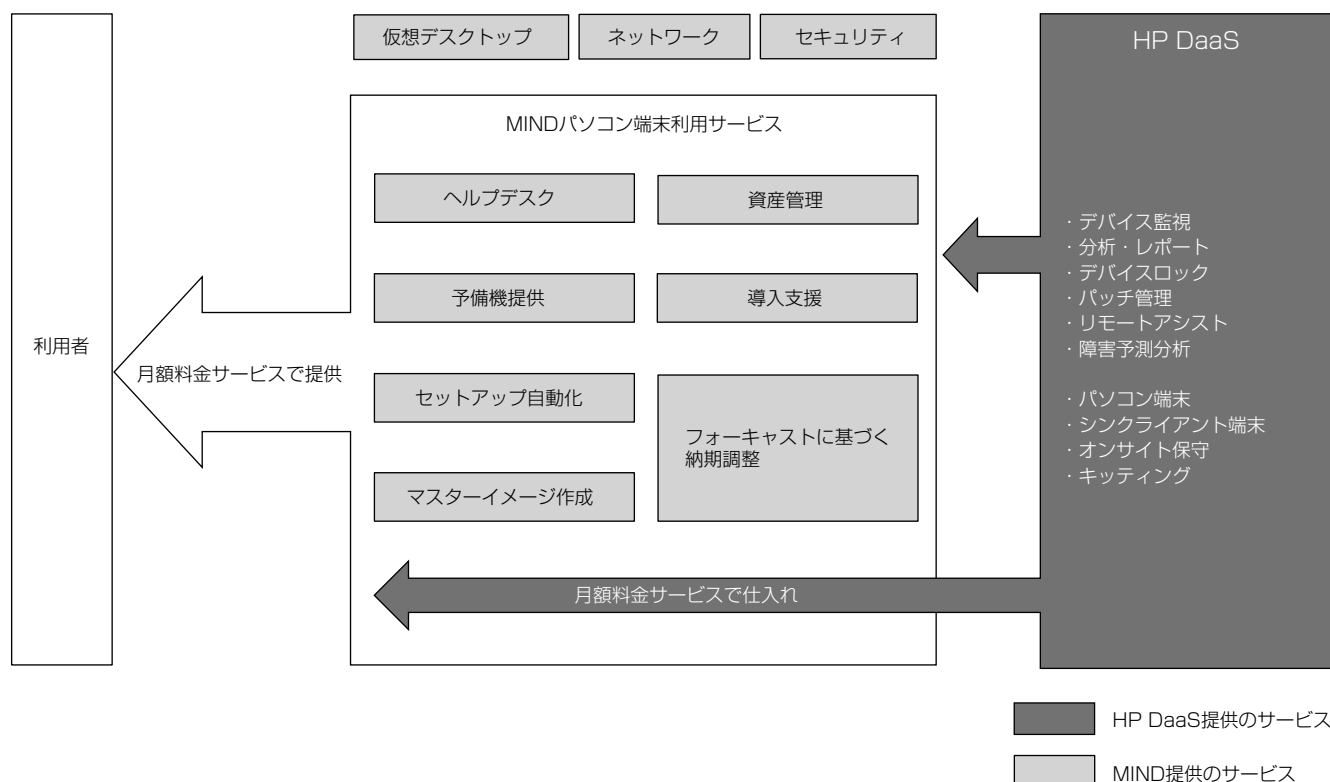 仮想デスクトップ
ネットワーク
セキュリティ
HP DaaS
MINDパソコン端末利用サービス
ヘルプデスク
資産管理
予備機提供
導入支援
セットアップ自動化
フォーキャストに基づく
納期調整
マスターイメージ作成
利用者
月額料金サービスで提供
・デバイス監視
・分析・レポート
・デバイスロック
・パッチ管理
・リモートアシスト
・障害予測分析
・パソコン端末
・シンクライアント端末
・オンサイト保守
・キッティング
月額料金サービスで仕入れ
HP DaaS提供のサービス
MIND提供のサービス